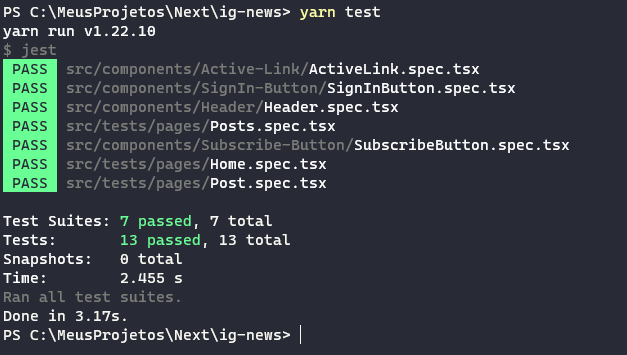 PS C:\MeusProjetos\Next\ig-news> yarn test
yarn run v1.22.10
$ jest
PASS src/components/Active-Link/ActiveLink.spec.tsx
PASS src/components/SignIn-Button/SignInButton.spec.tsx
PASS src/components/Header/Header.spec.tsx
PASS src/tests/pages/Posts.spec.tsx
PASS src/components/Subscribe-Button/SubscribeButton.spec.tsx
PASS src/tests/pages/Home.spec.tsx
PASS src/tests/pages/Post.spec.tsx
Test Suites: 7 passed, 7 total
Tests: 13 passed, 13 total
Snapshots: 0 total
Time: 2.455 s
Ran all test suites.
Done in 3.17s.
PS C:\MeusProjetos\Next\ig-news>